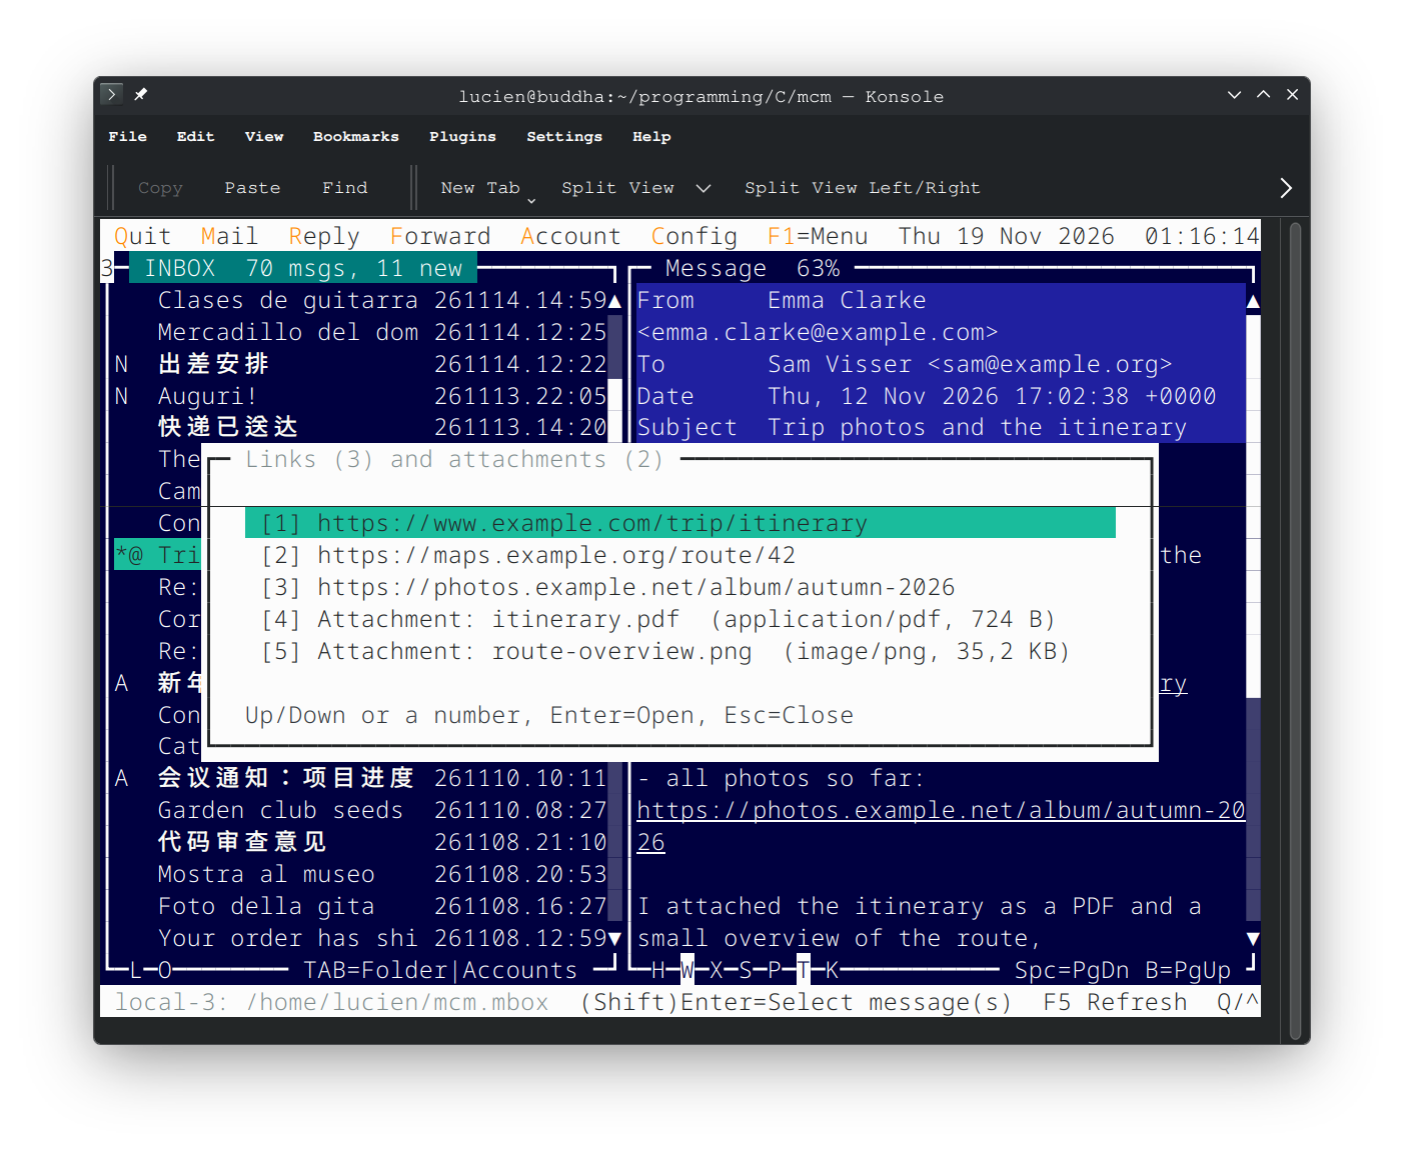 lucien@buddha:~/programming/C/mcm — Konsole
File Edit View Bookmarks Plugins Settings Help
Copy Paste Find New Tab Split View Split View Left/Right
Quit Mail Reply Forward Account Config F1=Menu Thu 19 Nov 2026 01:16:14
3 INBOX 70 msgs, 11 new
Clases de guitarra 261114.14:59
Mercadillo del dom 261114.12:25
N 出差安排 261114.12:22
N Auguri! 261113.22:05
快递已送达 261113.14:20
The
Cam
Con
*@ Tri
Re:
Cor
Re:
A 新年
Con
Cat
A 会议通知：项目进度 261110.10:11
Garden club seeds 261110.08:27
代码审查意见 261108.21:10
Mostra al museo 261108.20:53
Foto della gita 261108.16:27
Your order has shi 261108.12:59
L O TAB=Folder|Accounts
Message 63%
From Emma Clarke
<emma.clarke@example.com>
To Sam Visser <sam@example.org>
Date Thu, 12 Nov 2026 17:02:38 +0000
Subject Trip photos and the itinerary
the
ry
- all photos so far:
https://photos.example.net/album/autumn-20
26
I attached the itinerary as a PDF and a
small overview of the route,
H W X S P T K Spc=PgDn B=PgUp
Links (3) and attachments (2)
[1] https://www.example.com/trip/itinerary
[2] https://maps.example.org/route/42
[3] https://photos.example.net/album/autumn-2026
[4] Attachment: itinerary.pdf (application/pdf, 724 B)
[5] Attachment: route-overview.png (image/png, 35,2 KB)
Up/Down or a number, Enter=Open, Esc=Close
local-3: /home/lucien/mcm.mbox (Shift)Enter=Select message(s) F5 Refresh Q/^